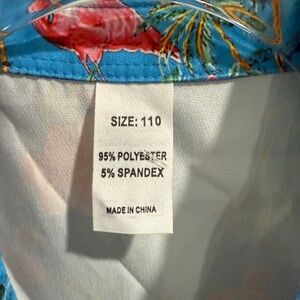 SIZE: 110
95% POLYESTER
5% SPANDEX
MADE IN CHINA